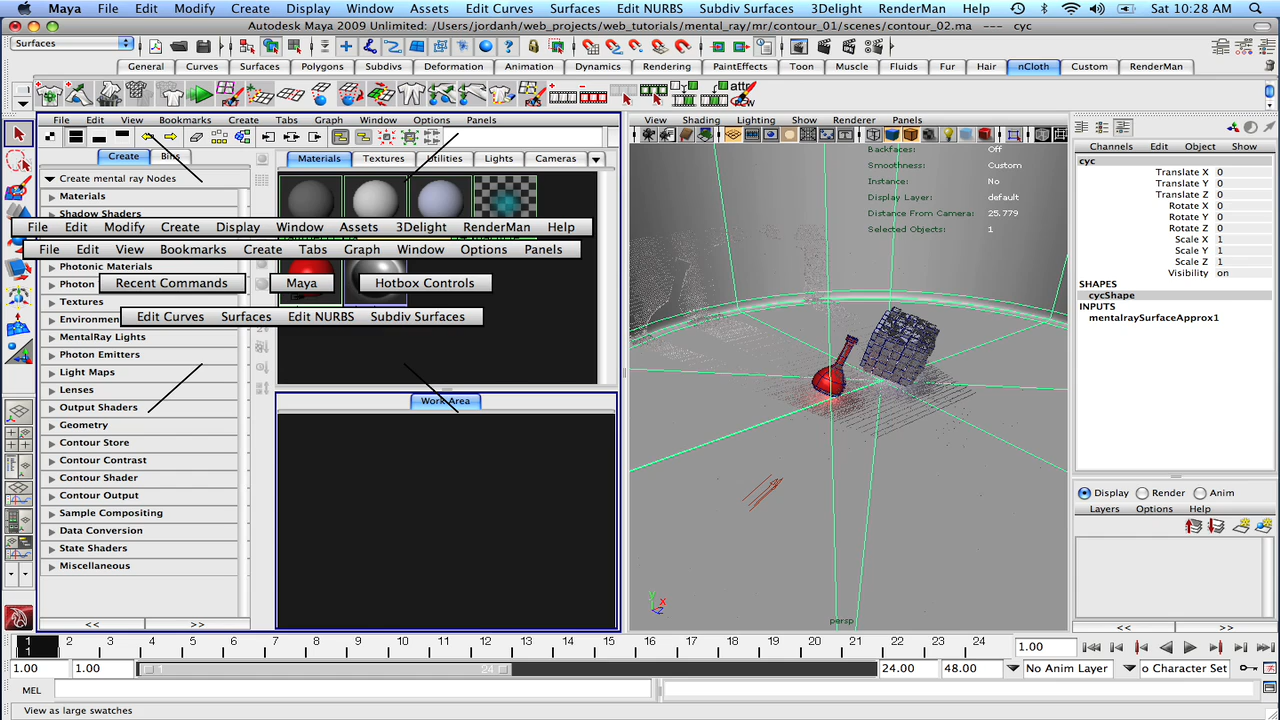 Maya File Edit Modify Create Display Window Assets Edit Curves Surfaces Edit NURBS Subdiv Surfaces 3Delight RenderMan Help Sat 10:28 AM
Autodesk Maya 2009 Unlimited: /Users/jordanh/web_projects/web_tutorials/mental_ray/mr/contour_01/scenes/contour_02.ma --- cyc
Surfaces
General Curves Surfaces Polygons Subdivs Deformation Animation Dynamics Rendering PaintEffects Toon Muscle Fluids Fur Hair nCloth Custom RenderMan
File Edit View Bookmarks Create Tabs Graph Window Options Panels
View Shading Lighting Show Renderer Panels
Create Bins
Materials Textures Utilities Lights Cameras
Create mental ray Nodes
Materials
Shadow Shaders
File Edit Modify Create Display Window Assets 3Delight RenderMan Help
File Edit View Bookmarks Create Tabs Graph Window Options Panels
Photonic Materials
Photon
Recent Commands Maya Hotbox Controls
Textures
Edit Curves Surfaces Edit NURBS Subdiv Surfaces
MentalRay Lights
Photon Emitters
Light Maps
Lenses
Output Shaders
Geometry
Contour Store
Contour Contrast
Contour Shader
Contour Output
Sample Compositing
Data Conversion
State Shaders
Miscellaneous
<< >>
Work Area
Backfaces: Off
Smoothness: Custom
Instance: No
Display Layer: default
Distance From Camera: 25.779
Selected Objects: 1
persp
y x z
Channels Edit Object Show
cyc
Translate X 0
Translate Y 0
Translate Z 0
Rotate X 0
Rotate Y 0
Rotate Z 0
Scale X 1
Scale Y 1
Scale Z 1
Visibility on
SHAPES
cycShape
INPUTS
mentalraySurfaceApprox1
Display Render Anim
Layers Options Help
<< >>
1 2 3 4 5 6 7 8 9 10 11 12 13 14 15 16 17 18 19 20 21 22 23 24
1
1.00
1.00 1.00 1 24 24.00 48.00 No Anim Layer o Character Set
MEL
View as large swatches